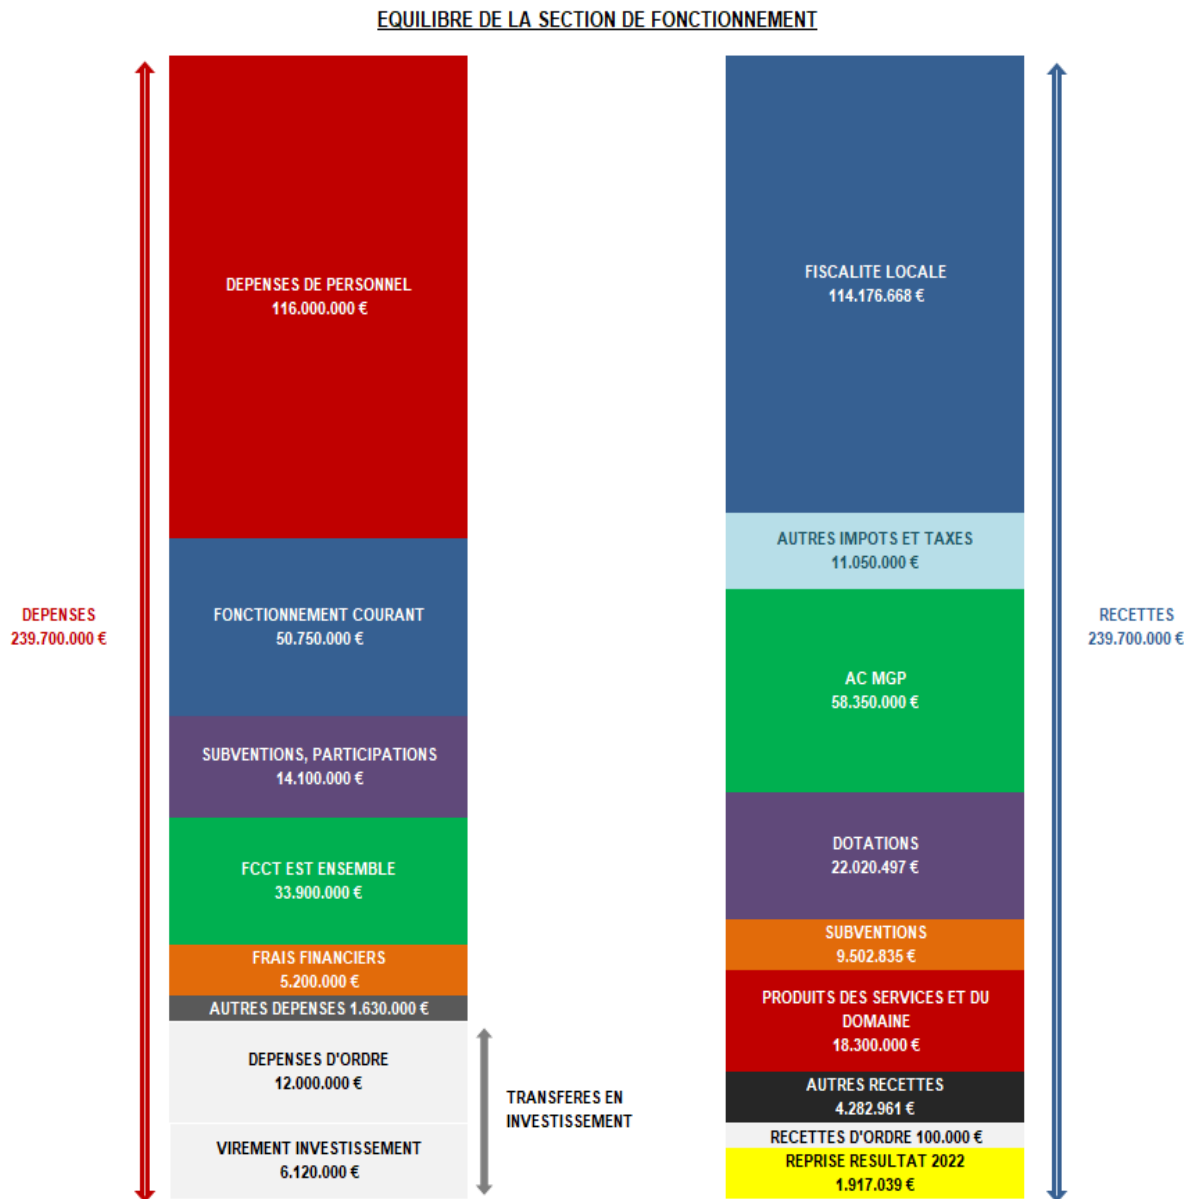 EQUILIBRE DE LA SECTION DE FONCTIONNEMENT
DEPENSES
239.700.000 €
DEPENSES DE PERSONNEL
116.000.000 €
FONCTIONNEMENT COURANT
50.750.000 €
SUBVENTIONS, PARTICIPATIONS
14.100.000 €
FCCT EST ENSEMBLE
33.900.000 €
FRAIS FINANCIERS
5.200.000 €
AUTRES DEPENSES 1.630.000 €
DEPENSES D'ORDRE
12.000.000 €
VIREMENT INVESTISSEMENT
6.120.000 €
TRANSFERES EN
INVESTISSEMENT
FISCALITE LOCALE
114.176.668 €
AUTRES IMPOTS ET TAXES
11.050.000 €
AC MGP
58.350.000 €
DOTATIONS
22.020.497 €
SUBVENTIONS
9.502.835 €
PRODUITS DES SERVICES ET DU
DOMAINE
18.300.000 €
AUTRES RECETTES
4.282.961 €
RECETTES D'ORDRE 100.000 €
REPRISE RESULTAT 2022
1.917.039 €
RECETTES
239.700.000 €